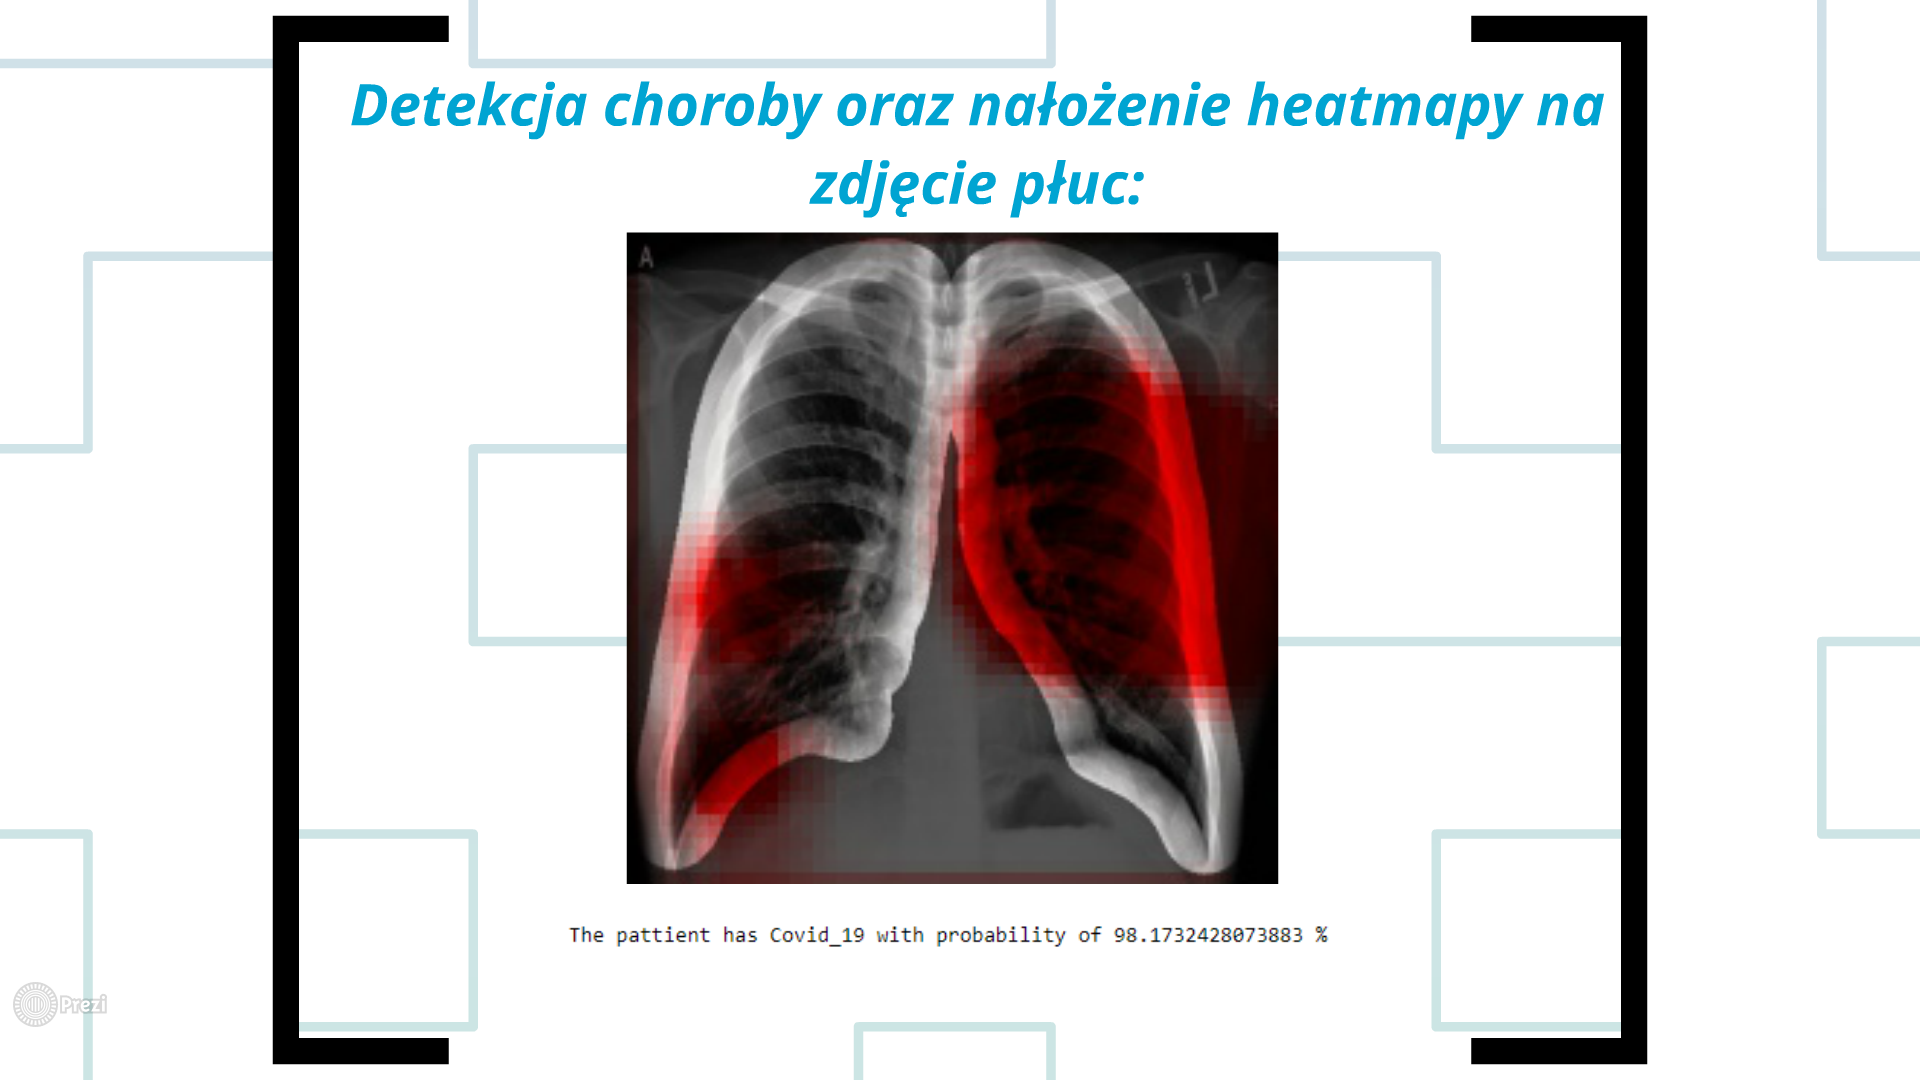 Detekcja choroby oraz nałożenie heatmapy na
zdjęcie płuc:
A
L
The pattient has Covid_19 with probability of 98.1732428073883 %
Prezi